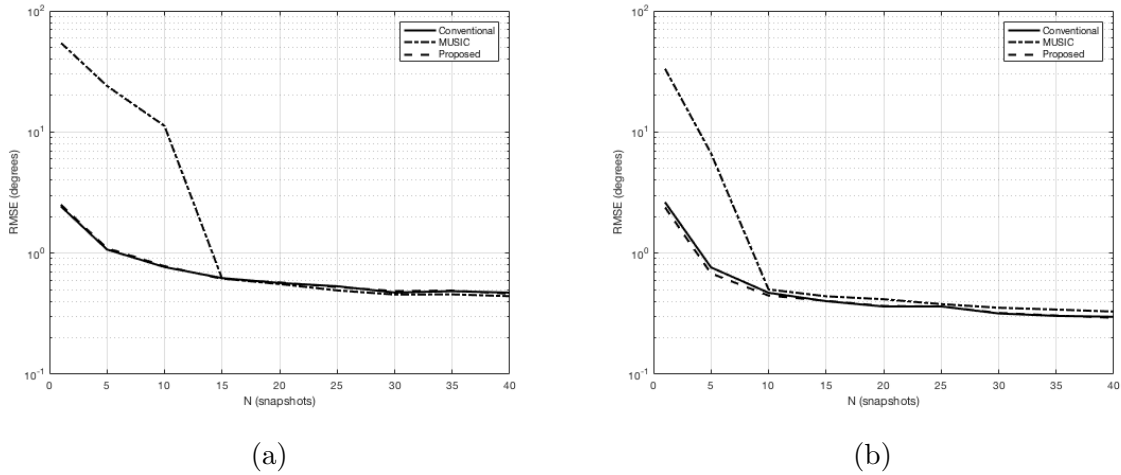 10^2
10^1
10^0
10^-1
RMSE (degrees)
Conventional
MUSIC
Proposed
0 5 10 15 20 25 30 35 40
N (snapshots)
(a)
10^2
10^1
10^0
10^-1
RMSE (degrees)
Conventional
MUSIC
Proposed
0 5 10 15 20 25 30 35 40
N (snapshots)
(b)